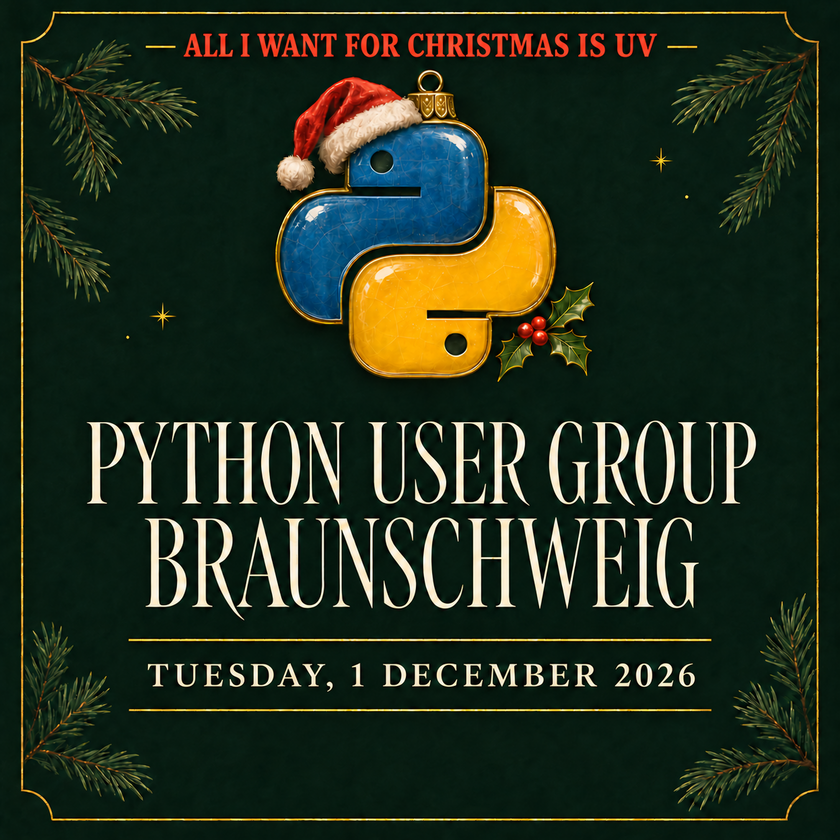 ALL I WANT FOR CHRISTMAS IS UV
PYTHON USER GROUP
BRAUNSCHWEIG
TUESDAY, 1 DECEMBER 2026